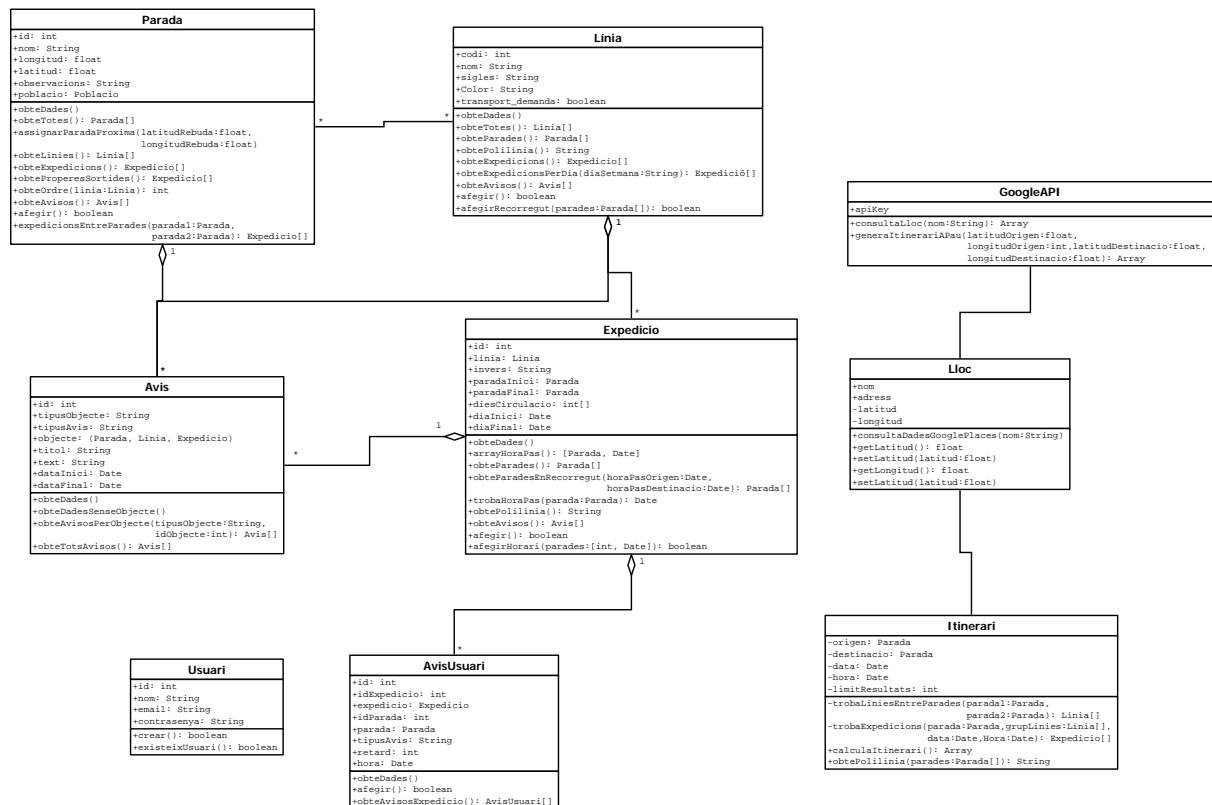 Parada
+id: int
+nom: String
+longitud: float
+latitud: float
+observacions: String
+poblacio: Poblacio
+obteDades()
+obteTotes(): Parada[]
+assignarParadaProxima(latitudRebuda:float,
longitudRebuda:float)
+obteLinies(): Linia[]
+obteExpedicions(): Expedicio[]
+obteProperesSortides(): Expedicio[]
+obteOrdre(linia:Linia): int
+obteAvisos(): Avis[]
+afegir(): boolean
+expedicionsEntreParades(parada1:Parada,
parada2:Parada): Expedicio[]
Línia
+codi: int
+nom: String
+sigles: String
+Color: String
+transport_demanda: boolean
+obteDades()
+obteTotes(): Linia[]
+obteParades(): Parada[]
+obtePolilinia(): String
+obteExpedicions(): Expedicio[]
+obteExpedicionsPerDia(diaSetmana:String): Expedició[]
+obteAvisos(): Avis[]
+afegir(): boolean
+afegirRecorregut(parades:Parada[]): boolean
* *
1 1
* *
GoogleAPI
+apiKey
+consultaLloc(nom:String): Array
+generaItinerariAPau(latitudOrigen:float,
longitudOrigen:int,latitudDestinacio:float,
longitudDestinacio:float): Array
Avis
+id: int
+tipusObjecte: String
+tipusAvis: String
+objecte: (Parada, Linia, Expedicio)
+titol: String
+text: String
+dataInici: Date
+dataFinal: Date
+obteDades()
+obteDadesSenseObjecte()
+obteAvisosPerObjecte(tipusObjecte:String,
idObjecte:int): Avis[]
+obteTotsAvisos(): Avis[]
* 1
Expedicio
+id: int
+linia: Linia
+invers: String
+paradaInici: Parada
+paradaFinal: Parada
+diesCirculacio: int[]
+diaInici: Date
+diaFinal: Date
+obteDades()
+arrayHoraPas(): [Parada, Date]
+obteParades(): Parada[]
+obteParadesEnRecorregut(horaPasOrigen:Date,
horaPasDestinacio:Date): Parada[]
+trobaHoraPas(parada:Parada): Date
+obtePolilinia(): String
+obteAvisos(): Avis[]
+afegir(): boolean
+afegirHorari(parades:[int, Date]): boolean
1
*
Lloc
+nom
+adress
-latitud
-longitud
+consultaDadesGooglePlaces(nom:String)
+getLatitud(): float
+setLatitud(latitud:float)
+getLongitud(): float
+setLatitud(latitud:float)
Usuari
+id: int
+nom: String
+email: String
+contrasenya: String
+crear(): boolean
+existeixUsuari(): boolean
AvisUsuari
+id: int
+idExpedicio: int
+expedicio: Expedicio
+idParada: int
+parada: Parada
+tipusAvis: String
+retard: int
+hora: Date
+obteDades()
+afegir(): boolean
+obteAvisosExpedicio(): AvisUsuari[]
Itinerari
-origen: Parada
-destinacio: Parada
-data: Date
-hora: Date
-limitResultats: int
-trobaLiniesEntreParades(parada1:Parada,
parada2:Parada): Linia[]
-trobaExpedicions(parada:Parada,grupLinies:Linia[],
data:Date,Hora:Date): Expedicio[]
+calculaItinerari(): Array
+obtePolilinia(parades:Parada[]): String